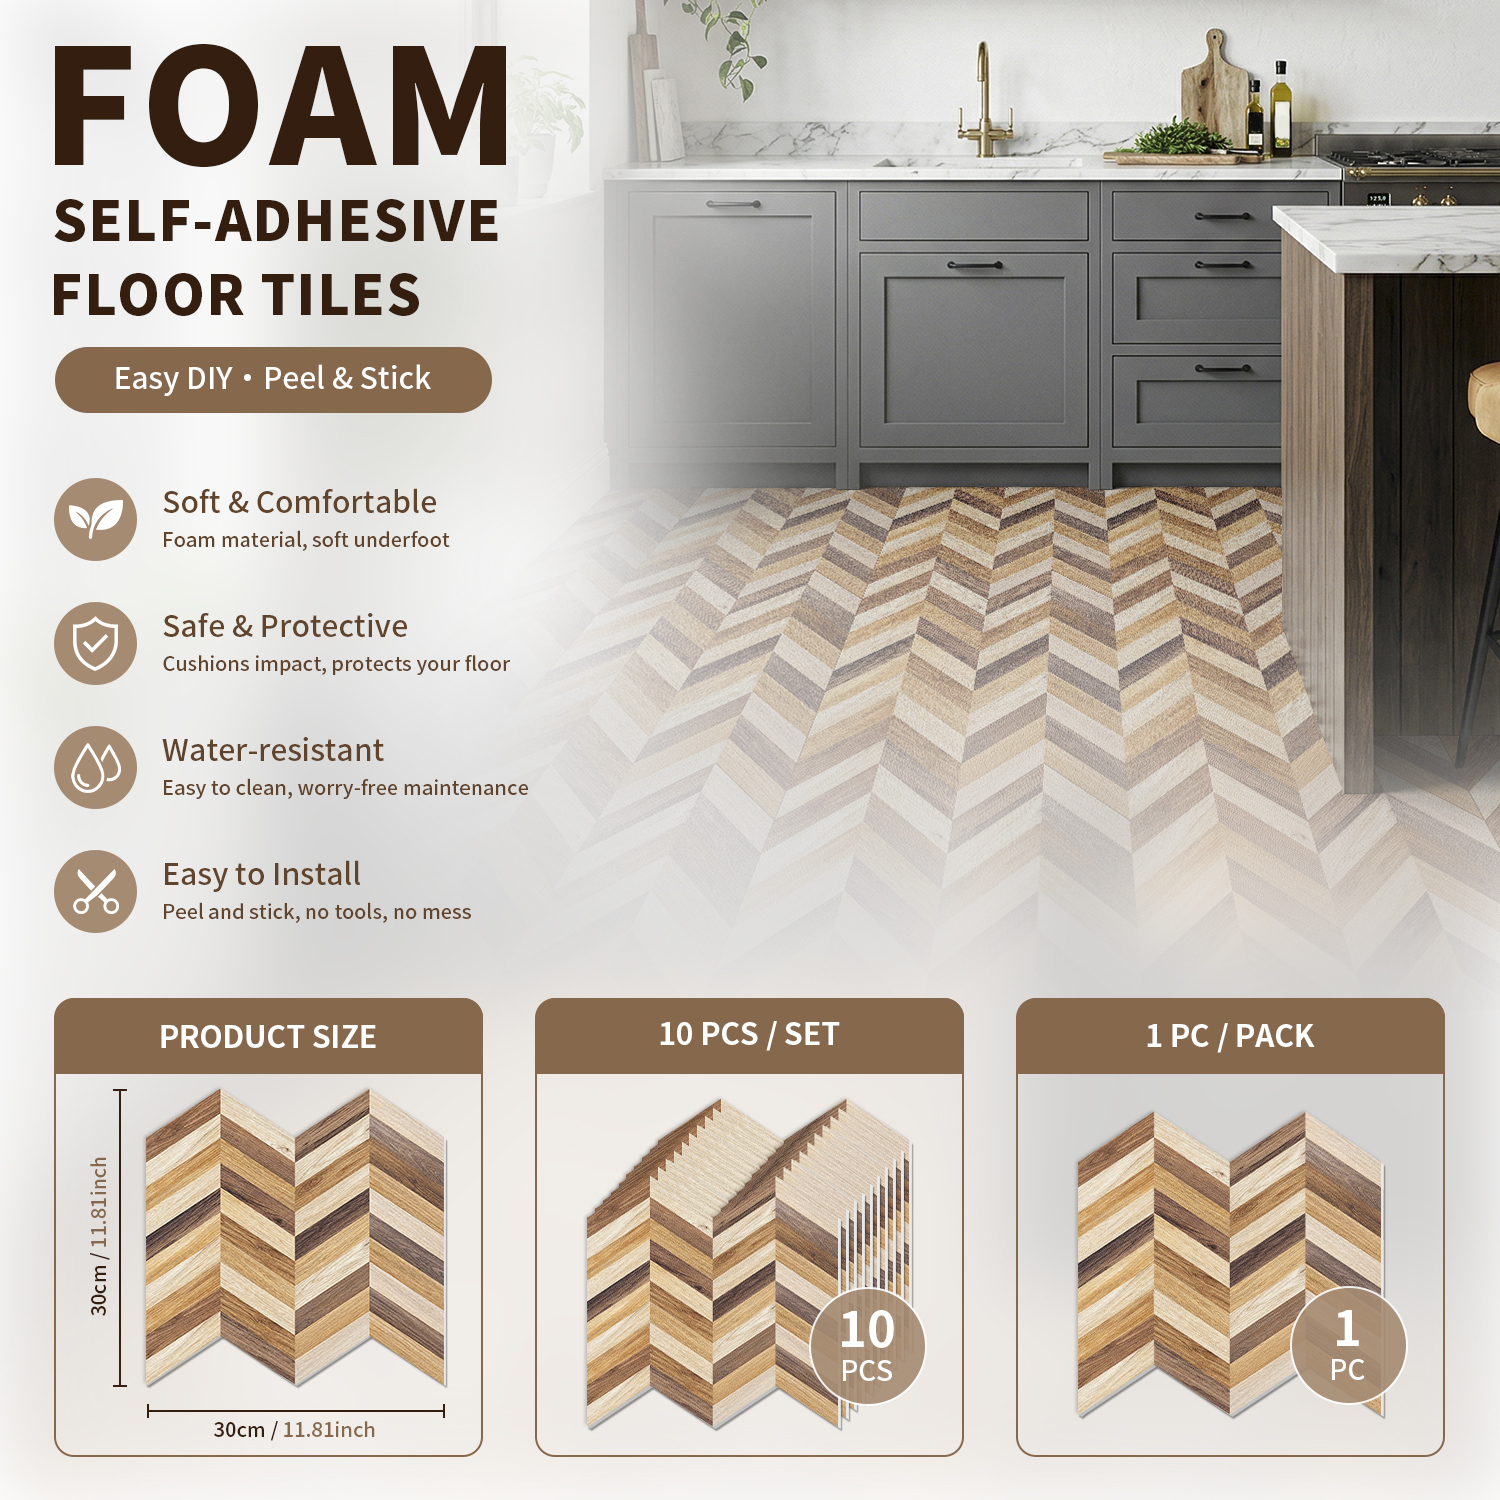 FOAM
SELF-ADHESIVE
FLOOR TILES
Easy DIY • Peel & Stick
Soft & Comfortable
Foam material, soft underfoot
Safe & Protective
Cushions impact, protects your floor
Water-resistant
Easy to clean, worry-free maintenance
Easy to Install
Peel and stick, no tools, no mess
PRODUCT SIZE
30cm / 11.81inch
30cm / 11.81inch
10 PCS / SET
10
PCS
1 PC / PACK
1
PC